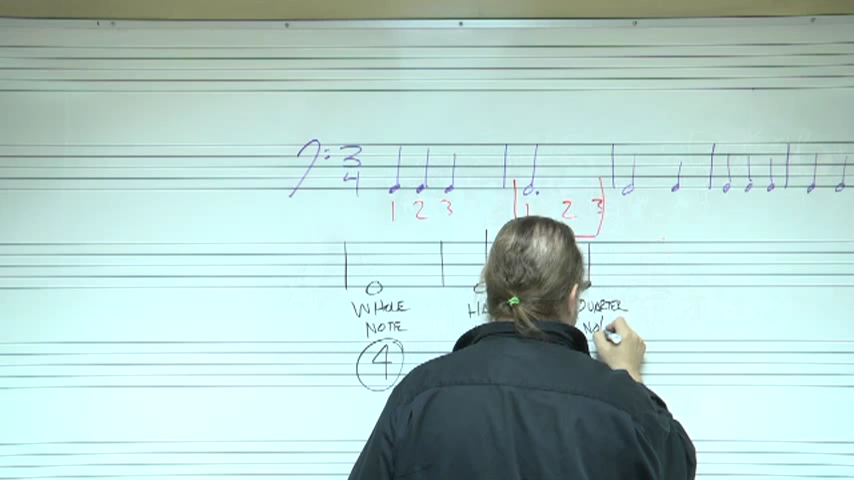 3
4
1 2 3 1 2 3
WHOLE
NOTE
4
QUARTER